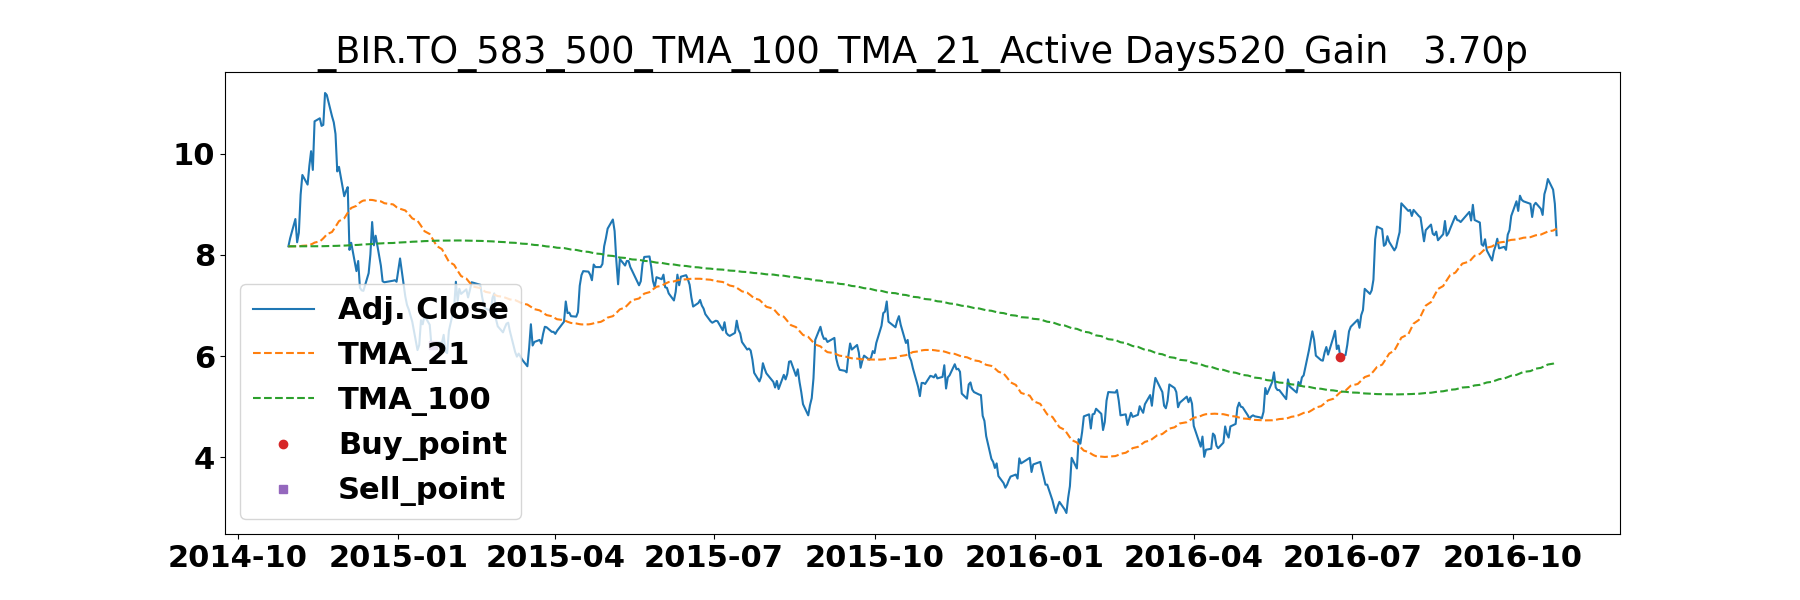 _BIR.TO_583_500_TMA_100_TMA_21_Active Days520_Gain   3.70p
10
8
6
4
Adj. Close
TMA_21
TMA_100
Buy_point
Sell_point
2014-10 2015-01 2015-04 2015-07 2015-10 2016-01 2016-04 2016-07 2016-10